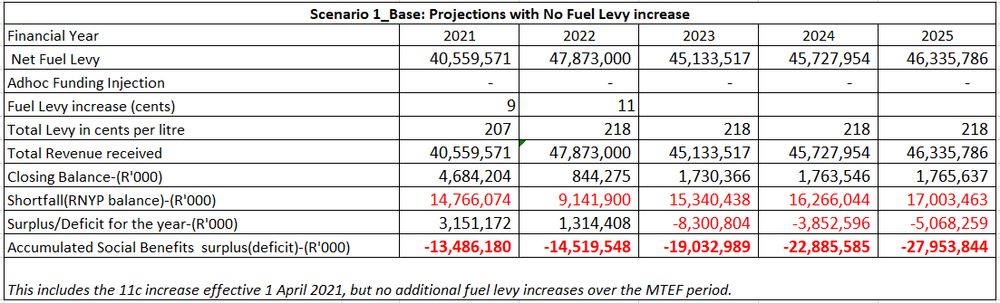 Scenario 1_Base: Projections with No Fuel Levy increase
Financial Year 2021 2022 2023 2024 2025
Net Fuel Levy 40,559,571 47,873,000 45,133,517 45,727,954 46,335,786
Adhoc Funding Injection - - - - -
Fuel Levy increase (cents) 9 11
Total Levy in cents per litre 207 218 218 218 218
Total Revenue received 40,559,571 47,873,000 45,133,517 45,727,954 46,335,786
Closing Balance-(R'000) 4,684,204 844,275 1,730,366 1,763,546 1,765,637
Shortfall(RNYP balance)-(R'000) 14,766,074 9,141,900 15,340,438 16,266,044 17,003,463
Surplus/Deficit for the year-(R'000) 3,151,172 1,314,408 -8,300,804 -3,852,596 -5,068,259
Accumulated Social Benefits surplus(deficit)-(R'000) -13,486,180 -14,519,548 -19,032,989 -22,885,585 -27,953,844
This includes the 11c increase effective 1 April 2021, but no additional fuel levy increases over the MTEF period.